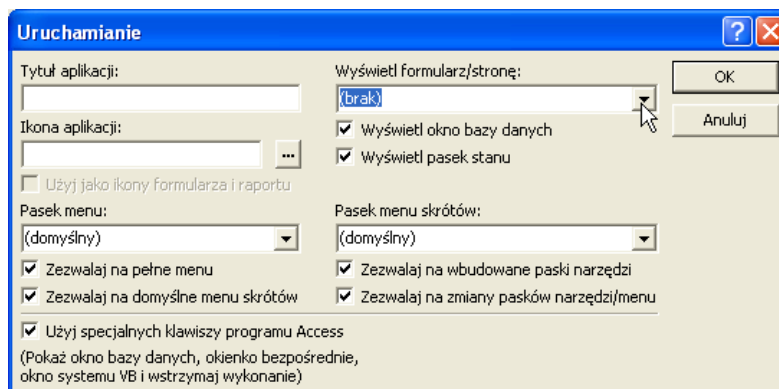 Uruchamianie
Tytuł aplikacji:
Wyświetl formularz/stronę:
OK
(brak)
Ikona aplikacji:
Wyświetl okno bazy danych
Anuluj
...
Wyświetl pasek stanu
Użyj jako ikony formularza i raportu
Pasek menu:
Pasek menu skrótów:
(domyślny)
(domyślny)
Zezwalaj na pełne menu
Zezwalaj na wbudowane paski narzędzi
Zezwalaj na domyślne menu skrótów
Zezwalaj na zmiany pasków narzędzi/menu
Użyj specjalnych klawiszy programu Access
(Pokaż okno bazy danych, okienko bezpośrednie,
okno systemu VB i wstrzymaj wykonanie)